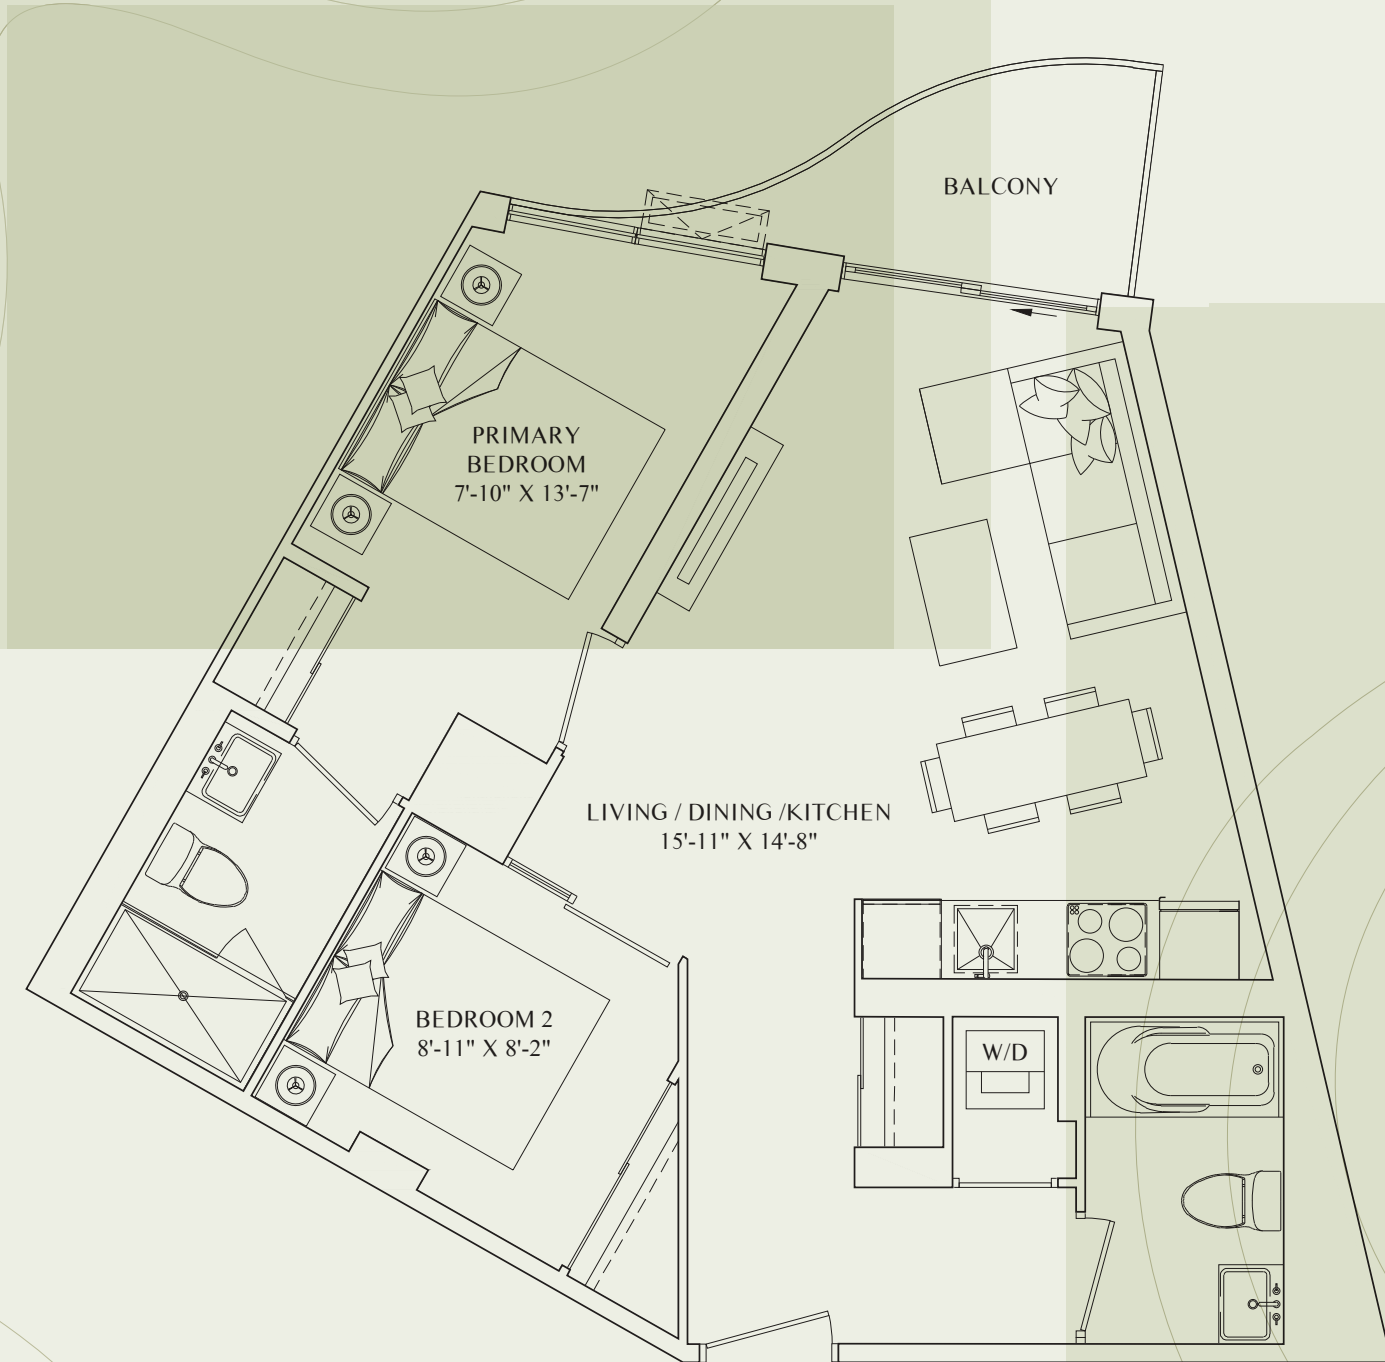 BALCONY
PRIMARY
BEDROOM
7'-10" X 13'-7"
LIVING / DINING /KITCHEN
15'-11" X 14'-8"
BEDROOM 2
8'-11" X 8'-2"
W/D